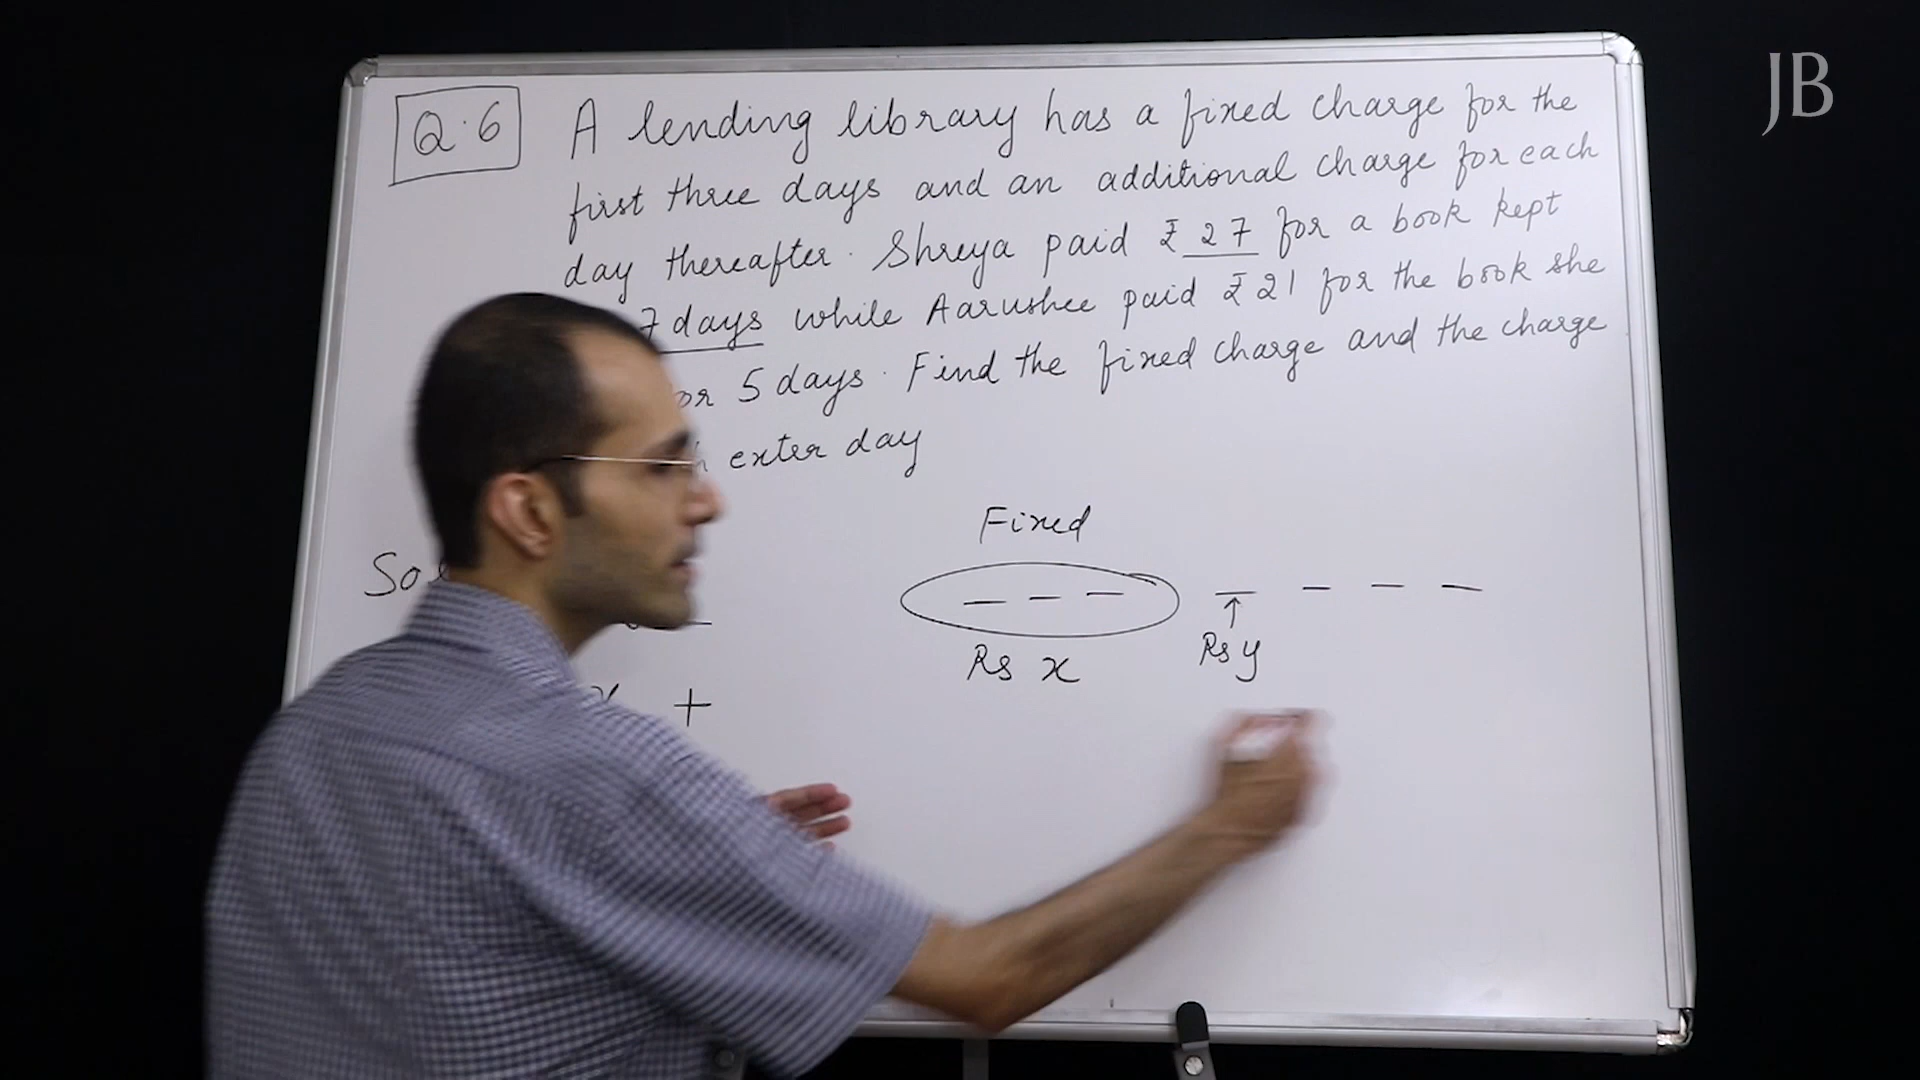 JB
Q.6 A lending library has a fixed charge for the
first three days and an additional charge for each
day thereafter. Shreya paid ₹ 27 for a book kept
7 days while Aarushee paid ₹ 21 for the book she
or 5 days. Find the fixed charge and the charge
exter day
Fixed
So
Rs x Rs y
+